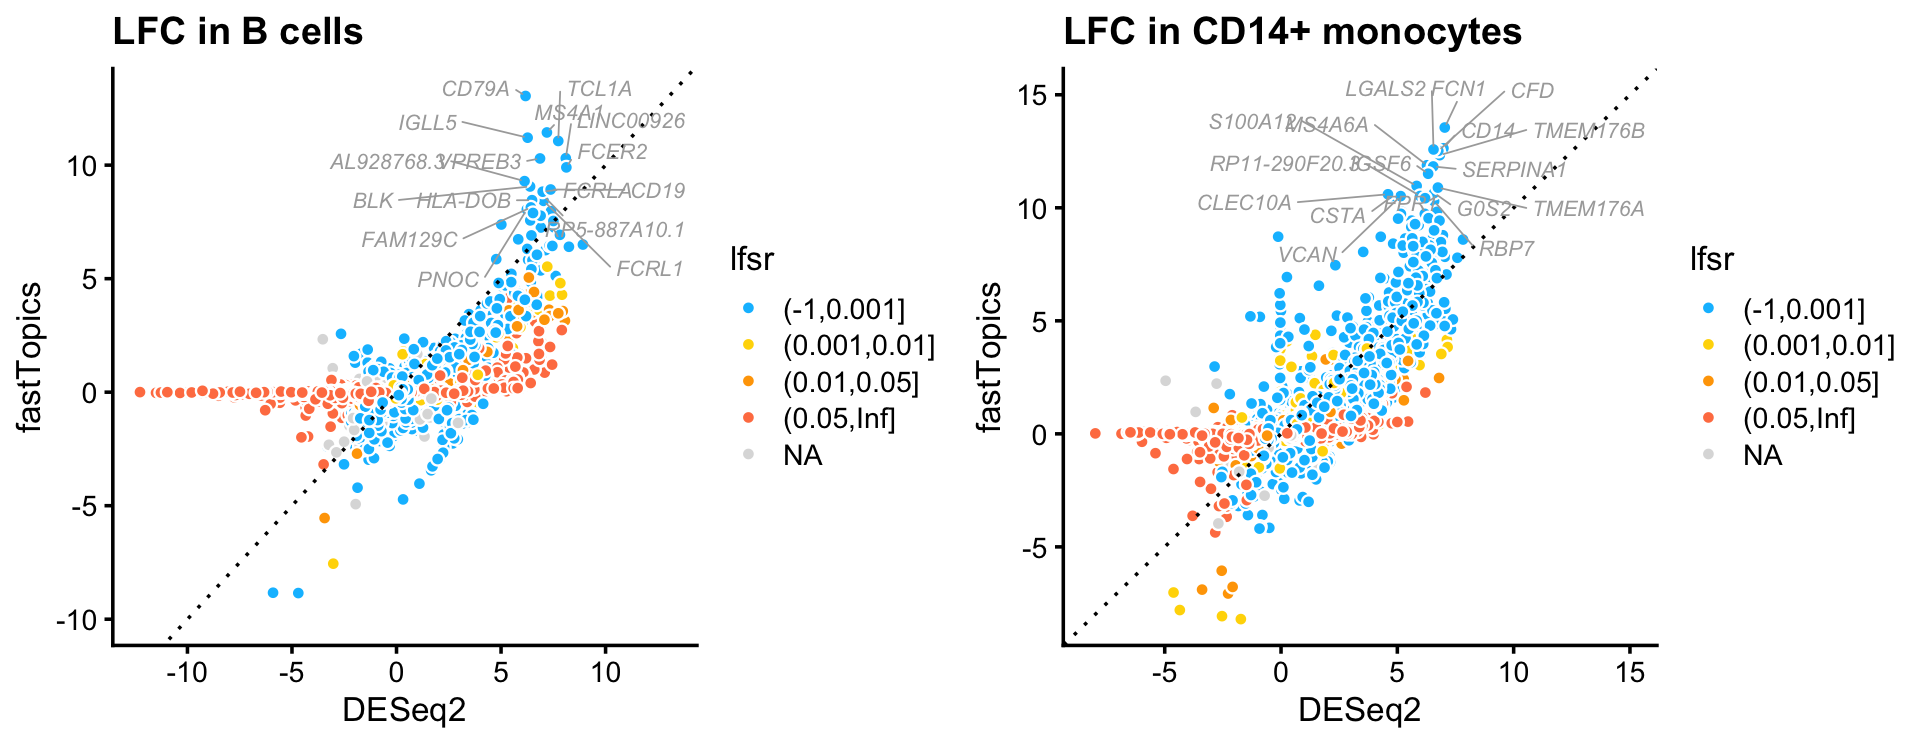 LFC in B cells
CD79A
TCL1A
MS4A1
IGLL5
LINC00926
AL928768.3
VPREB3
FCER2
BLK
HLA-DOB
FCRLA
CD19
FAM129C
RP5-887A10.1
PNOC
FCRL1
10
5
0
-5
-10
fastTopics
-10
-5
0
5
10
DESeq2
lfsr
(-1,0.001]
(0.001,0.01]
(0.01,0.05]
(0.05,Inf]
NA
LFC in CD14+ monocytes
LGALS2
FCN1
CFD
S100A12
MS4A6A
CD14
TMEM176B
RP11-290F20.3
IGSF6
SERPINA1
CLEC10A
CSTA
FPR1
G0S2
TMEM176A
VCAN
RBP7
15
10
5
0
-5
fastTopics
-5
0
5
10
15
DESeq2
lfsr
(-1,0.001]
(0.001,0.01]
(0.01,0.05]
(0.05,Inf]
NA